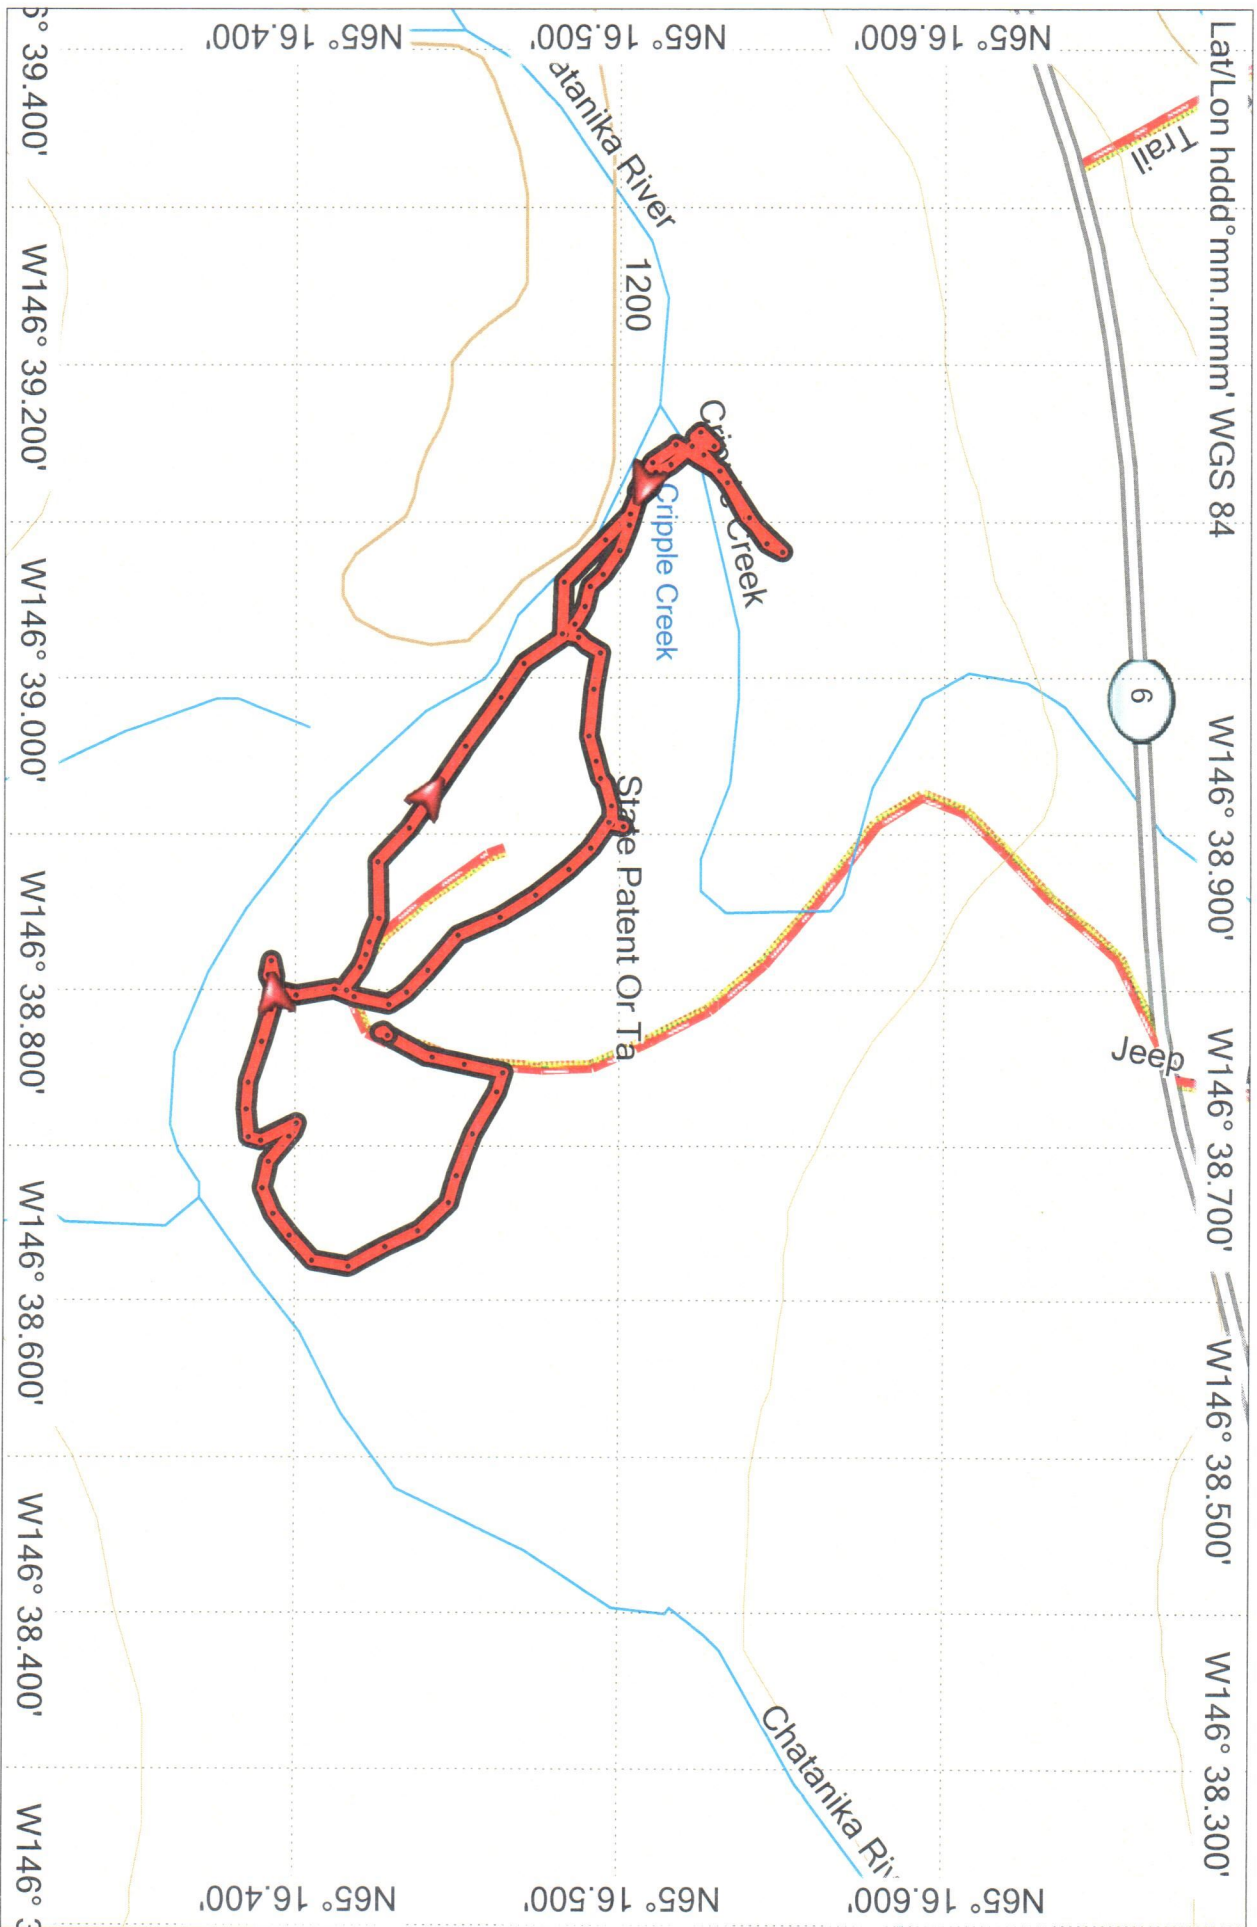 Lat/Lon hddd°mm.mmm' WGS 84
W146° 38.900'
W146° 38.700'
W146° 38.500'
W146° 38.300'
Trail
6
Jeep
N65° 16.600'
N65° 16.600'
Cripple Creek
Cripple Creek
State Patent Or Ta
Chatanika Riv
1200
N65° 16.500'
N65° 16.500'
atanika River
N65° 16.400'
N65° 16.400'
6° 39.400'
W146° 39.200'
W146° 39.000'
W146° 38.800'
W146° 38.600'
W146° 38.400'
W146°